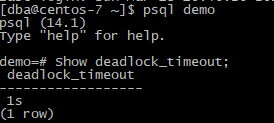 [dba@centos-7 ~]$ psql demo
psql (14.1)
Type "help" for help.
demo=# Show deadlock_timeout;
deadlock_timeout
------------------
1s
(1 row)